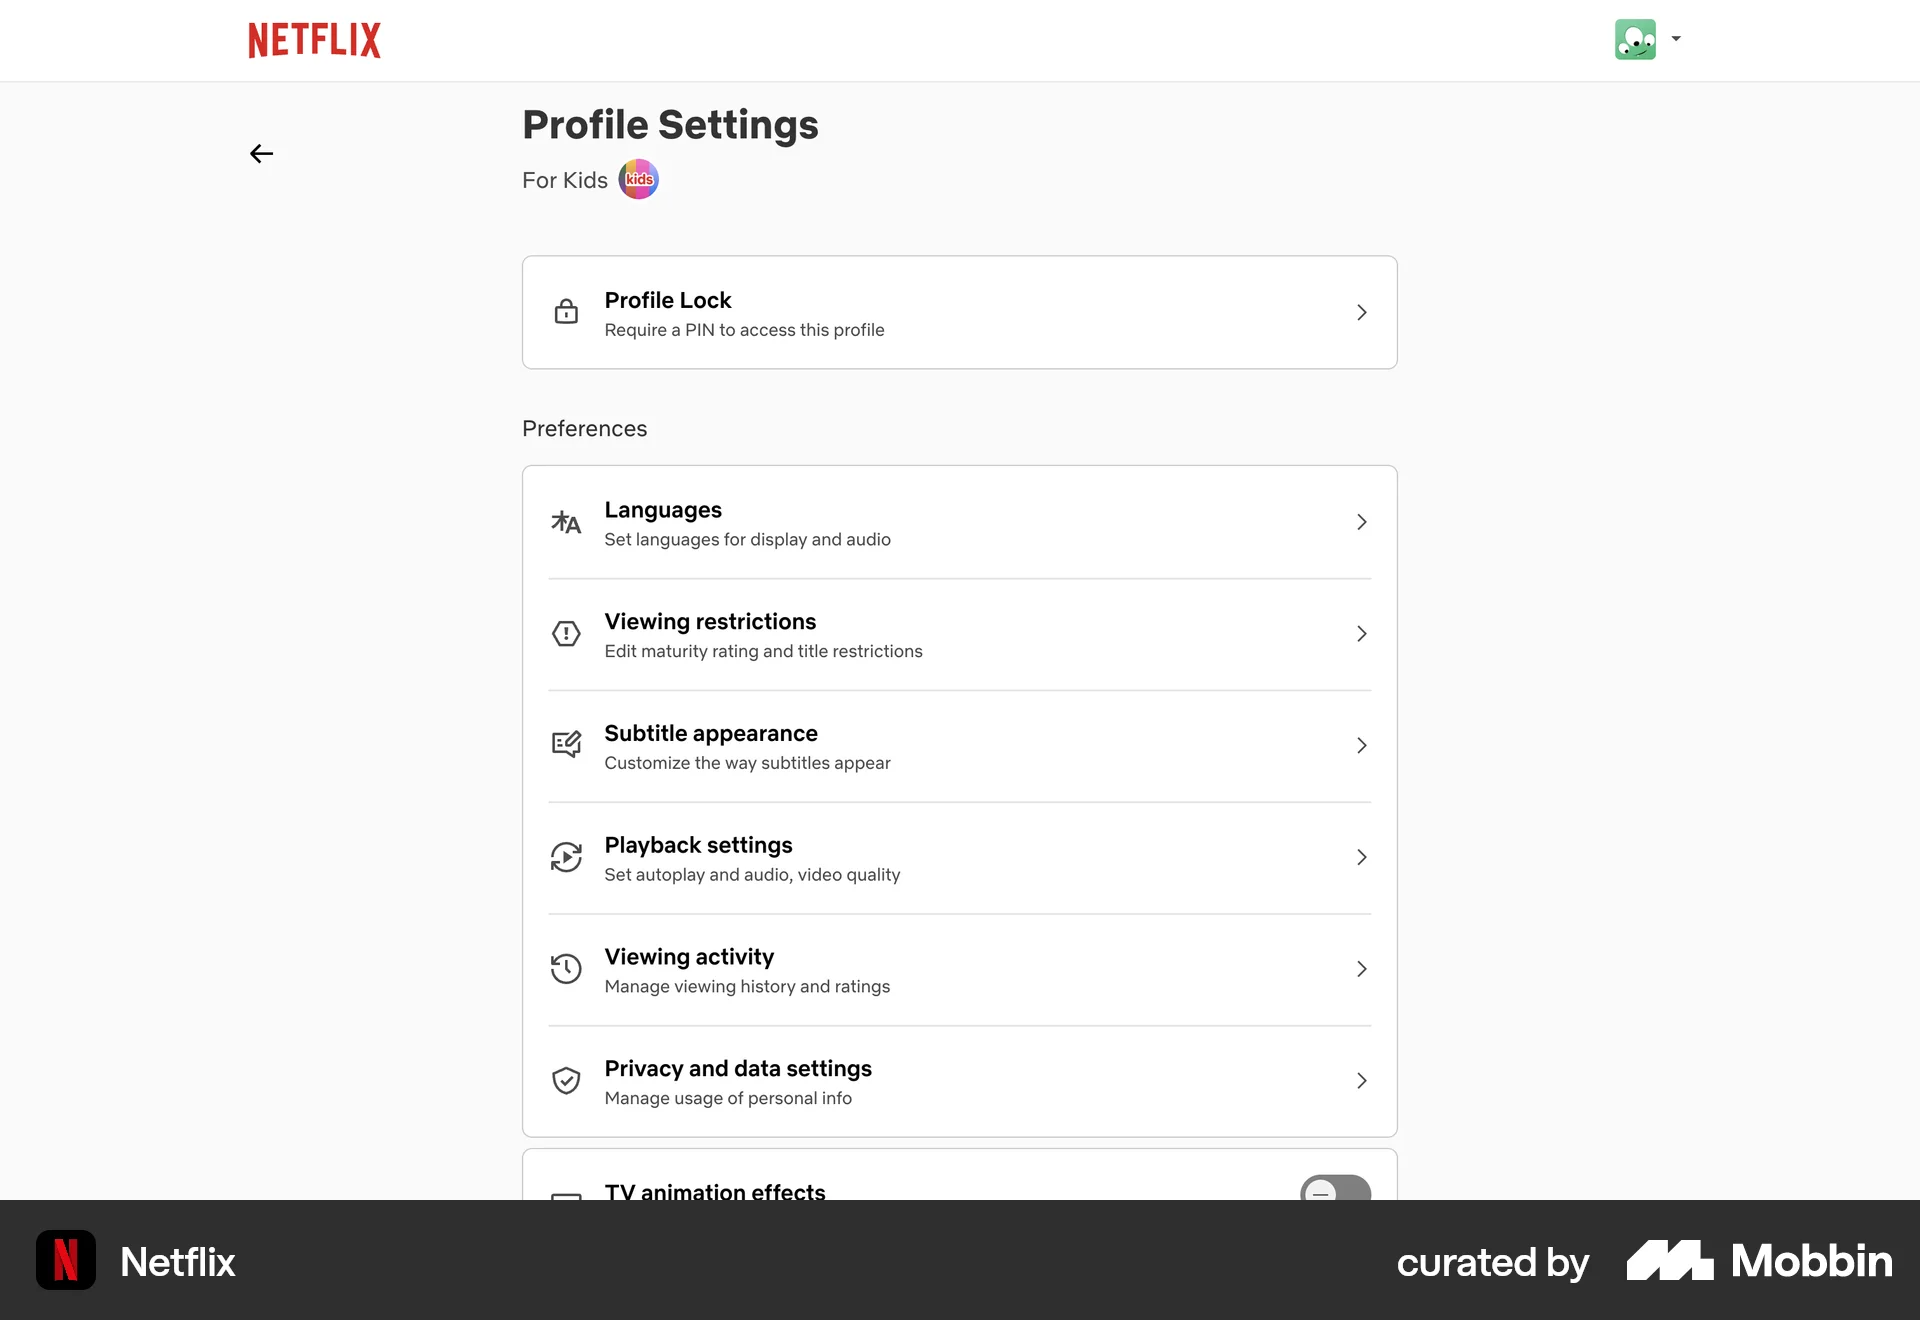 NETFLIX
Profile Settings
For Kids
kids
Profile Lock
Require a PIN to access this profile
Preferences
Languages
Set languages for display and audio
Viewing restrictions
Edit maturity rating and title restrictions
Subtitle appearance
Customize the way subtitles appear
Playback settings
Set autoplay and audio, video quality
Viewing activity
Manage viewing history and ratings
Privacy and data settings
Manage usage of personal info
TV animation effects
N Netflix
curated by Mobbin